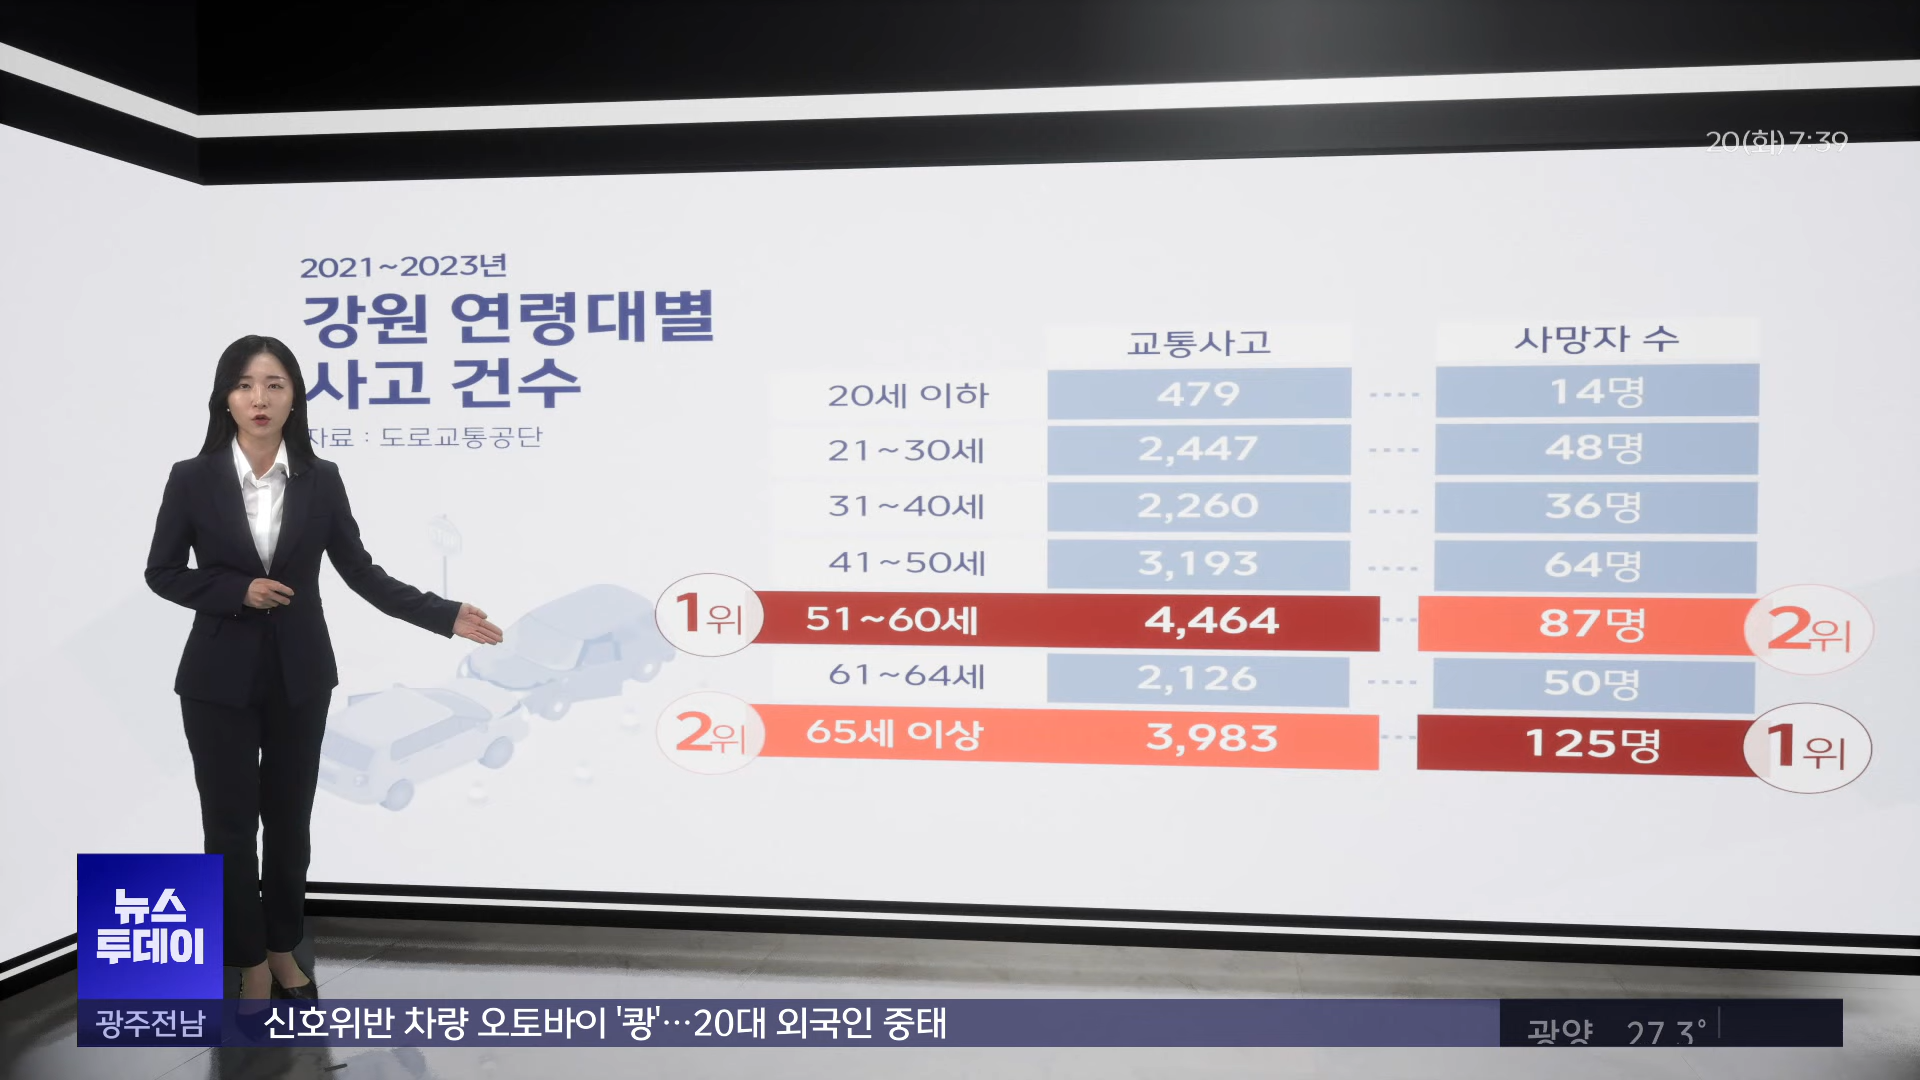 20(화)7:39
2021~2023년
강원 연령대별
사고 건수
자료 : 도로교통공단
교통사고 사망자 수
20세 이하 479 14명
21~30세 2,447 48명
31~40세 2,260 36명
41~50세 3,193 64명
1위 51~60세 4,464 87명 2위
61~64세 2,126 50명
2위 65세 이상 3,983 125명 1위
뉴스
투데이
광주전남 신호위반 차량 오토바이 '쾅'…20대 외국인 중태
광양 27.3°